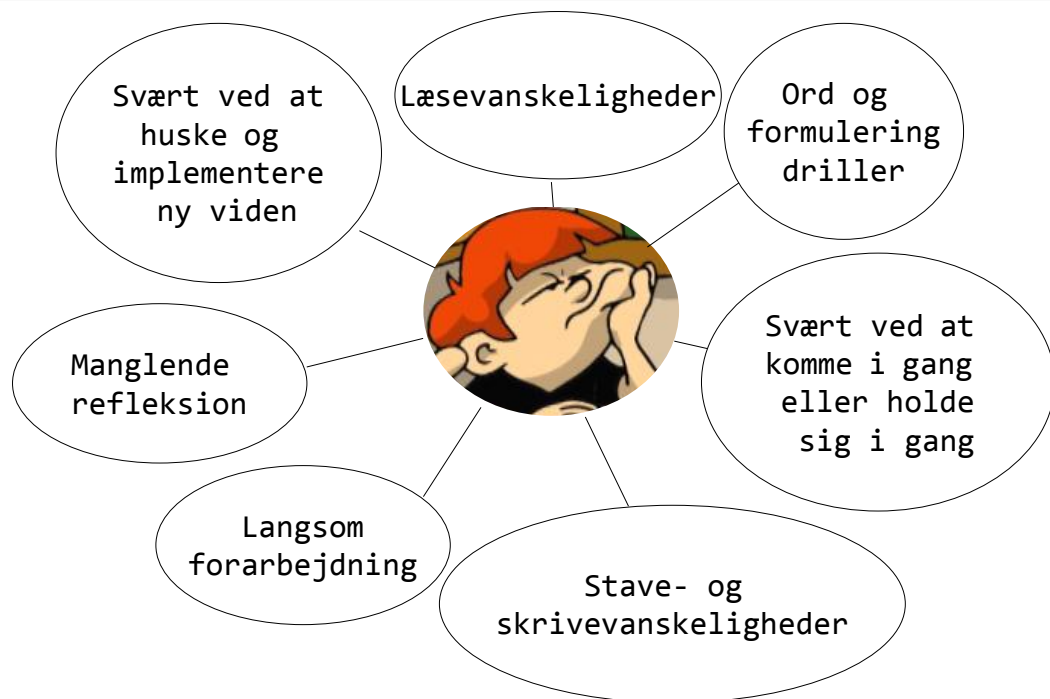 Svært ved at
huske og
implementere
ny viden
Læsevanskeligheder
Ord og
formulering
driller
Manglende
refleksion
Svært ved at
komme i gang
eller holde
sig i gang
Langsom
forarbejdning
Stave- og
skrivevanskeligheder